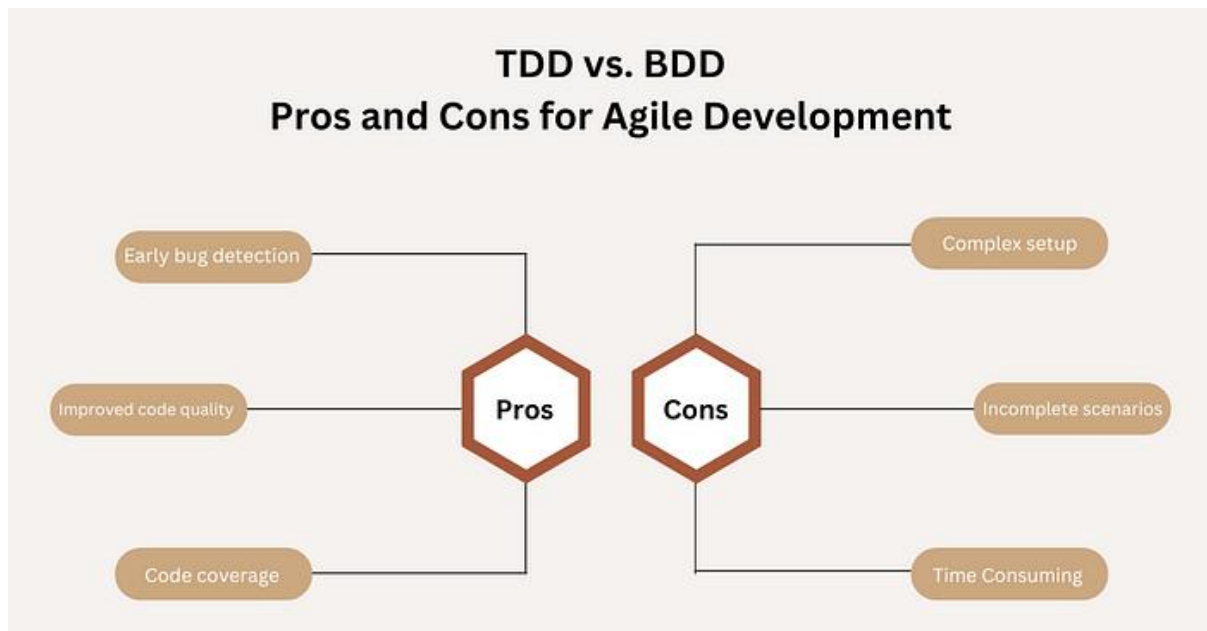 TDD vs. BDD
Pros and Cons for Agile Development
Early bug detection
Improved code quality
Code coverage
Pros
Cons
Complex setup
Incomplete scenarios
Time Consuming